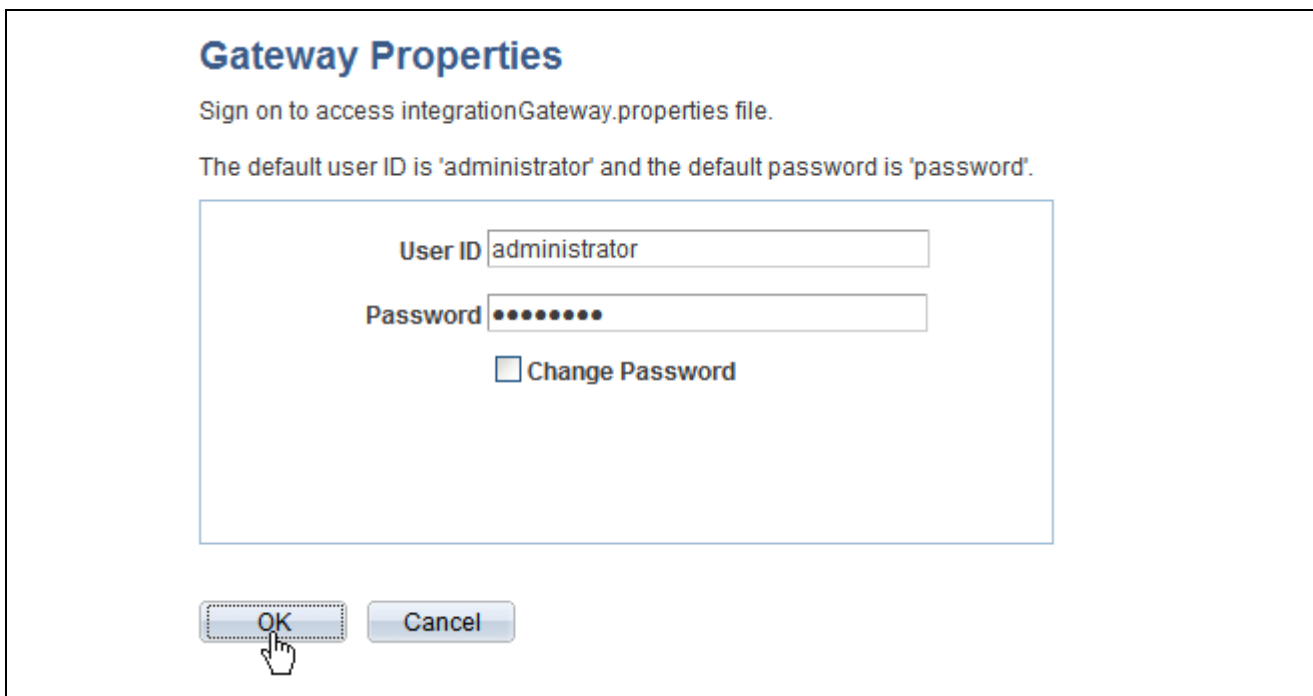 Gateway Properties
Sign on to access integrationGateway.properties file.
The default user ID is 'administrator' and the default password is 'password'.
User ID administrator
Password ••••••••
Change Password
OK Cancel